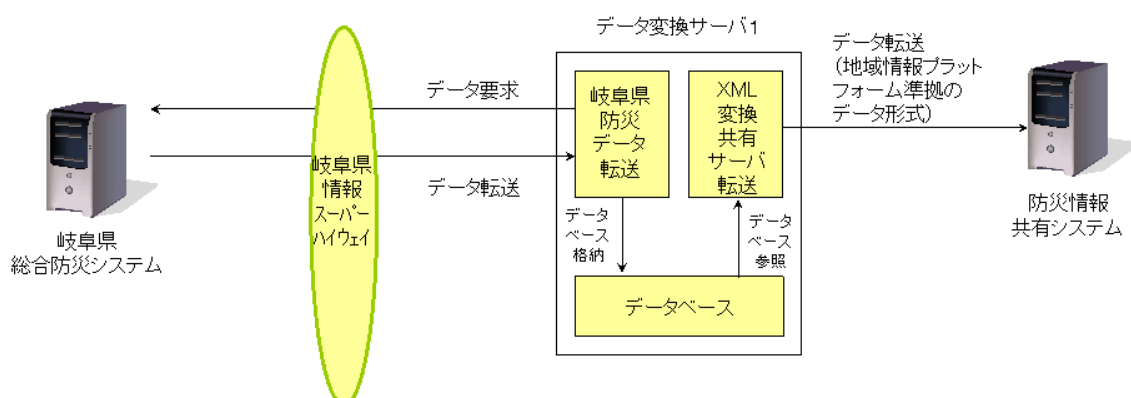 データ変換サーバ1
データ転送
（地域情報プラット
フォーム準拠の
データ形式）
データ要求
岐阜県
防災
データ
転送
XML
変換
共有
サーバ
転送
岐阜県
情報
スーパー
ハイウェイ
データ転送
データ
ベース
格納
データ
ベース
参照
データベース
岐阜県
総合防災システム
防災情報
共有システム